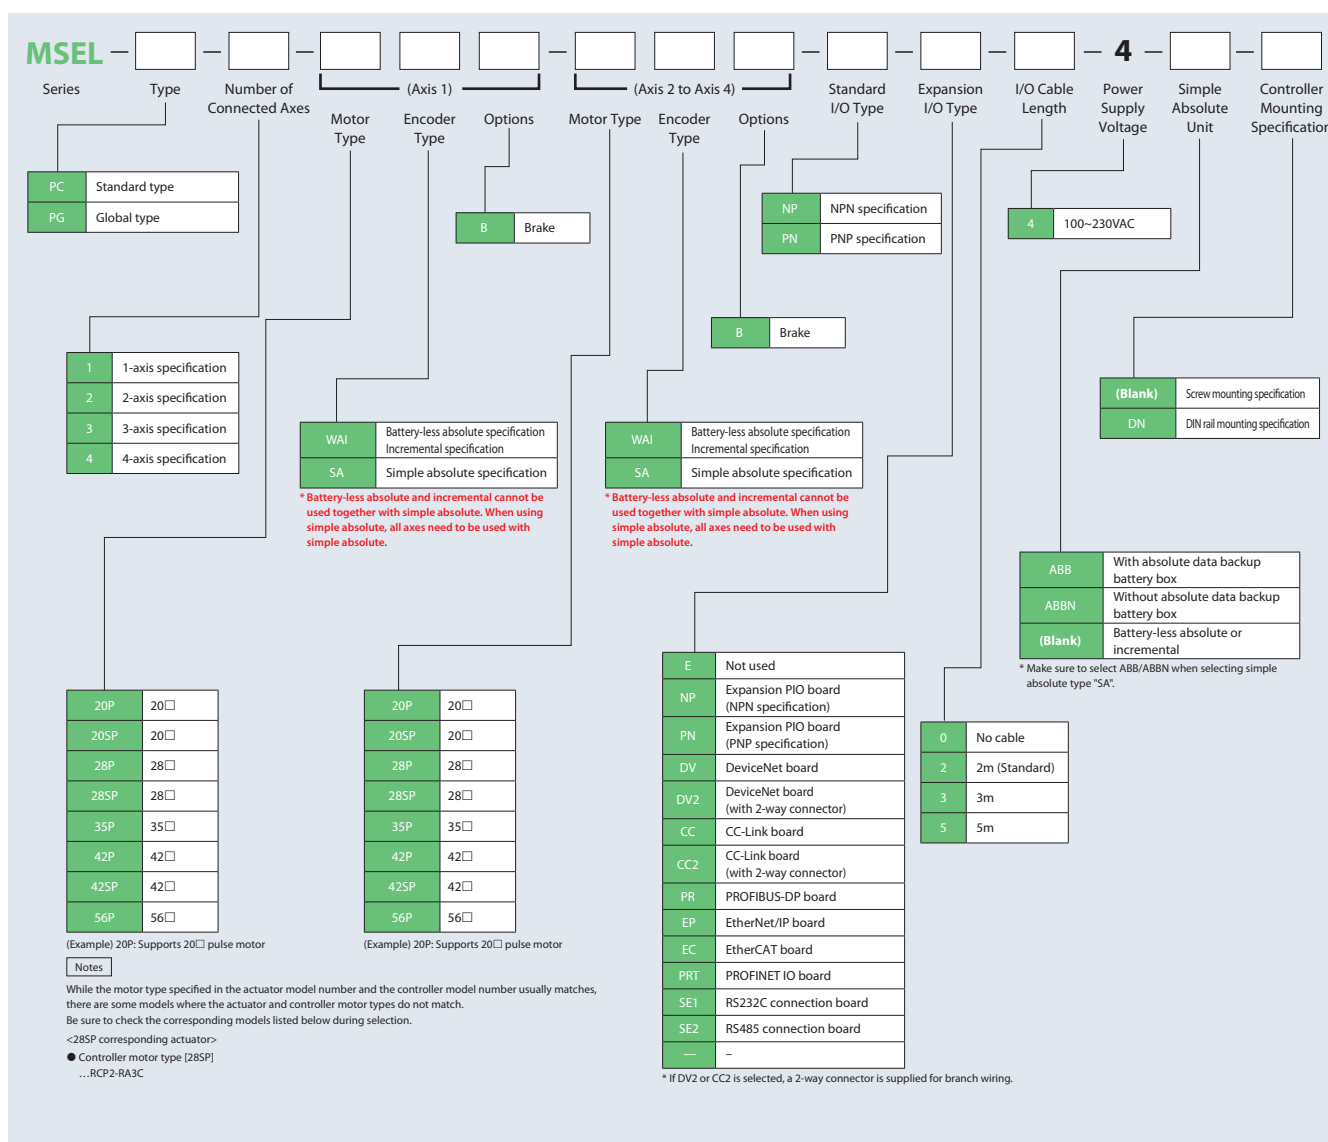 MSEL — — — — — — — 4 — —
Series
Type
Number of
Connected Axes
(Axis 1)
Motor
Type
Encoder
Type
Options
(Axis 2 to Axis 4)
Motor Type
Encoder
Type
Options
Standard
I/O Type
Expansion
I/O Type
I/O Cable
Length
Power
Supply
Voltage
Simple
Absolute
Unit
Controller
Mounting
Specification
PC Standard type
PG Global type
B Brake
NP NPN specification
PN PNP specification
4 100~230VAC
B Brake
1 1-axis specification
2 2-axis specification
3 3-axis specification
4 4-axis specification
(Blank) Screw mounting specification
DN DIN rail mounting specification
WAI Battery-less absolute specification
Incremental specification
SA Simple absolute specification
* Battery-less absolute and incremental cannot be
used together with simple absolute. When using
simple absolute, all axes need to be used with
simple absolute.
WAI Battery-less absolute specification
Incremental specification
SA Simple absolute specification
* Battery-less absolute and incremental cannot be
used together with simple absolute. When using
simple absolute, all axes need to be used with
simple absolute.
ABB With absolute data backup
battery box
ABBN Without absolute data backup
battery box
(Blank) Battery-less absolute or
incremental
* Make sure to select ABB/ABBN when selecting simple
absolute type "SA".
20P 20□
20SP 20□
28P 28□
28SP 28□
35P 35□
42P 42□
42SP 42□
56P 56□
(Example) 20P: Supports 20□ pulse motor
20P 20□
20SP 20□
28P 28□
28SP 28□
35P 35□
42P 42□
42SP 42□
56P 56□
(Example) 20P: Supports 20□ pulse motor
E Not used
NP Expansion PIO board
(NPN specification)
PN Expansion PIO board
(PNP specification)
DV DeviceNet board
DV2 DeviceNet board
(with 2-way connector)
CC CC-Link board
CC2 CC-Link board
(with 2-way connector)
PR PROFIBUS-DP board
EP EtherNet/IP board
EC EtherCAT board
PRT PROFINET IO board
SE1 RS232C connection board
SE2 RS485 connection board
— –
* If DV2 or CC2 is selected, a 2-way connector is supplied for branch wiring.
0 No cable
2 2m (Standard)
3 3m
5 5m
Notes
While the motor type specified in the actuator model number and the controller model number usually matches,
there are some models where the actuator and controller motor types do not match.
Be sure to check the corresponding models listed below during selection.
<28SP corresponding actuator>
● Controller motor type [28SP]
…RCP2-RA3C